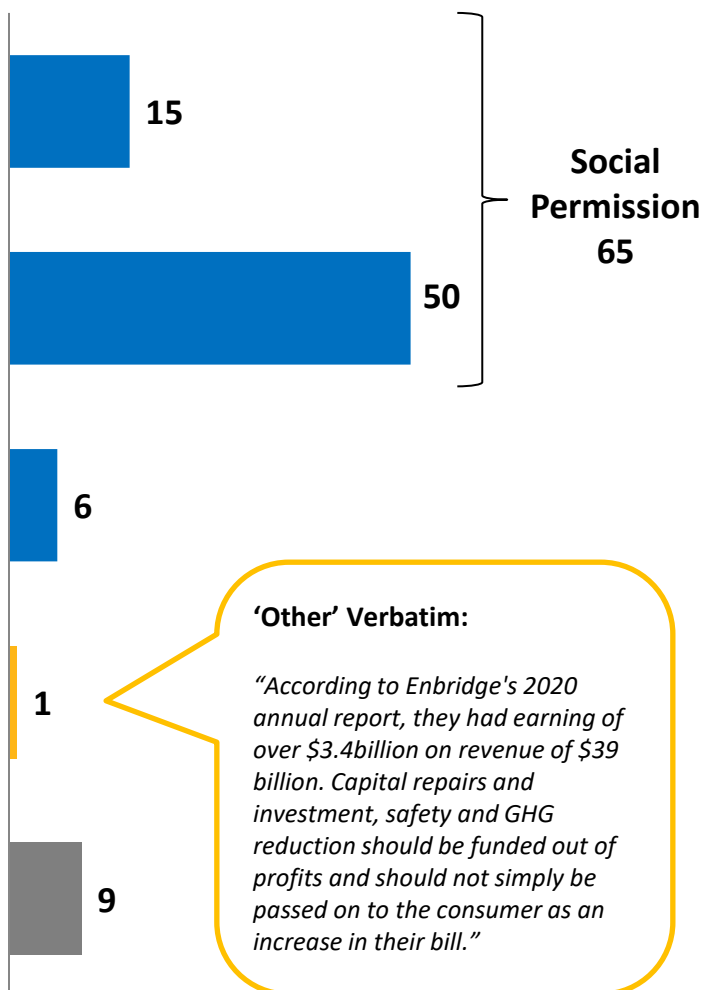 15
Social
Permission
65
50
6
‘Other’ Verbatim:
“According to Enbridge's 2020
annual report, they had earning of
over $3.4billion on revenue of $39
billion. Capital repairs and
investment, safety and GHG
reduction should be funded out of
profits and should not simply be
passed on to the consumer as an
increase in their bill.”
1
9